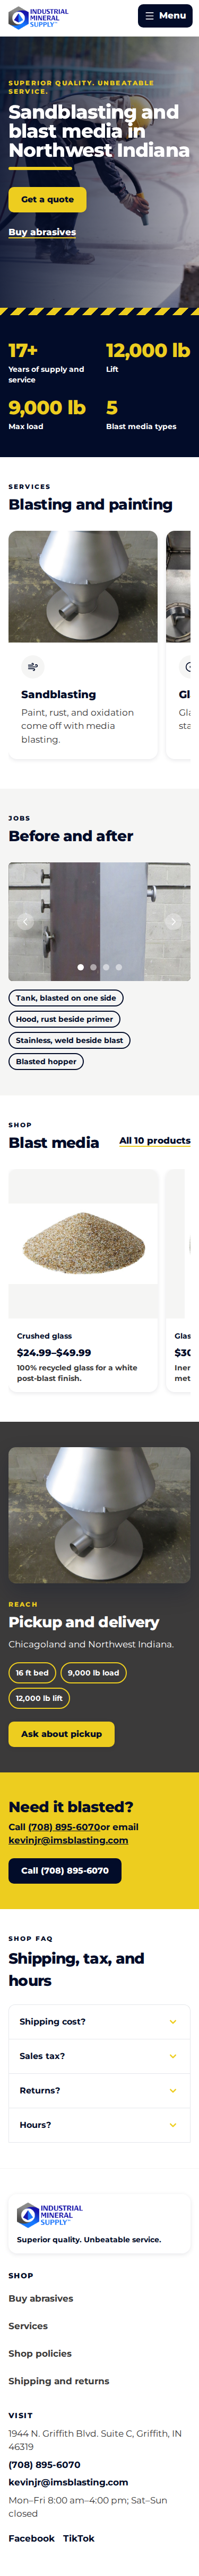 INDUSTRIAL
MINERAL
SUPPLY™
Menu
SUPERIOR QUALITY. UNBEATABLE
SERVICE.
Sandblasting and
blast media in
Northwest Indiana
Get a quote
Buy abrasives
17+
Years of supply and
service
12,000 lb
Lift
9,000 lb
Max load
5
Blast media types
SERVICES
Blasting and painting
Sandblasting
Paint, rust, and oxidation
come off with media
blasting.
JOBS
Before and after
Tank, blasted on one side
Hood, rust beside primer
Stainless, weld beside blast
Blasted hopper
SHOP
Blast media
All 10 products
Crushed glass
$24.99–$49.99
100% recycled glass for a white
post-blast finish.
Glas
$30
Iner
met
REACH
Pickup and delivery
Chicagoland and Northwest Indiana.
16 ft bed
9,000 lb load
12,000 lb lift
Ask about pickup
Need it blasted?
Call (708) 895-6070or email
kevinjr@imsblasting.com
Call (708) 895-6070
SHOP FAQ
Shipping, tax, and
hours
Shipping cost?
Sales tax?
Returns?
Hours?
INDUSTRIAL
MINERAL
SUPPLY™
Superior quality. Unbeatable service.
SHOP
Buy abrasives
Services
Shop policies
Shipping and returns
VISIT
1944 N. Griffith Blvd. Suite C, Griffith, IN
46319
(708) 895-6070
kevinjr@imsblasting.com
Mon–Fri 8:00 am–4:00 pm; Sat–Sun
closed
Facebook TikTok